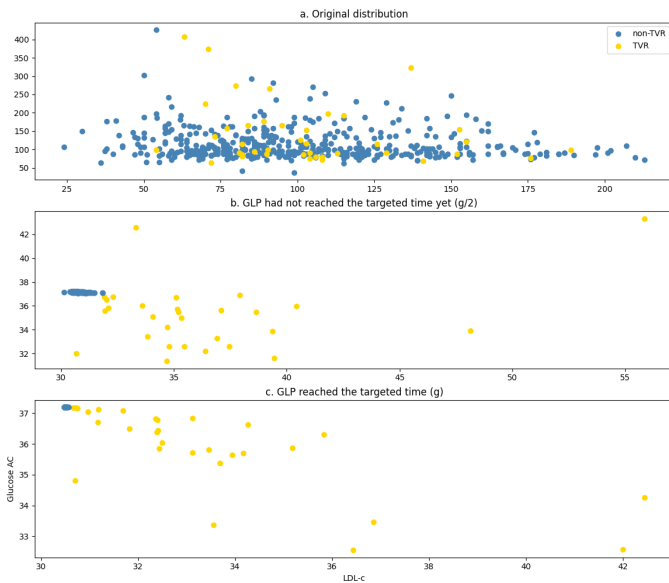 a. Original distribution
non-TVR
TVR
400
350
300
250
200
150
100
50
25 50 75 100 125 150 175 200
b. GLP had not reached the targeted time yet (g/2)
42
40
38
36
34
32
30 35 40 45 50 55
c. GLP reached the targeted time (g)
37
36
35
34
33
Glucose AC
30 32 34 36 38 40 42
LDL-c